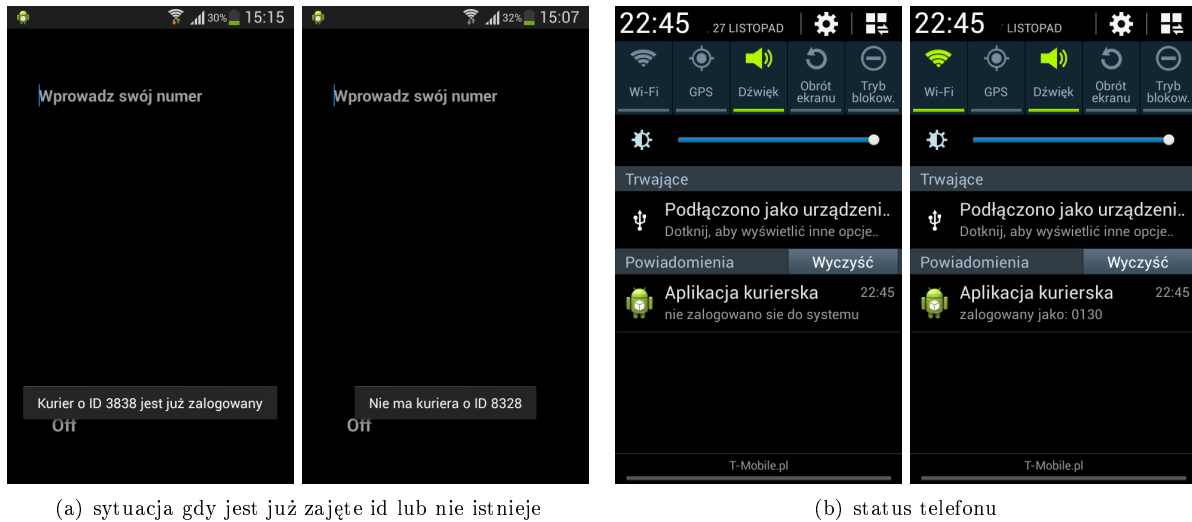 30% 15:15
Wprowadz swój numer
Kurier o ID 3838 jest już zalogowany
Off
32% 15:07
Wprowadz swój numer
Nie ma kuriera o ID 8328
Off
22:45 27 LISTOPAD
Wi-Fi GPS Dźwięk Obrót ekranu Tryb blokow.
Trwające
Podłączono jako urządzeni..
Dotknij, aby wyświetlić inne opcje..
Powiadomienia Wyczyść
Aplikacja kurierska 22:45
nie zalogowano sie do systemu
T-Mobile.pl
22:45 LISTOPAD
Wi-Fi GPS Dźwięk Obrót ekranu Tryb blokow.
Trwające
Podłączono jako urządzeni..
Dotknij, aby wyświetlić inne opcje..
Powiadomienia Wyczyść
Aplikacja kurierska 22:45
zalogowany jako: 0130
T-Mobile.pl
(a) sytuacja gdy jest już zajęte id lub nie istnieje
(b) status telefonu